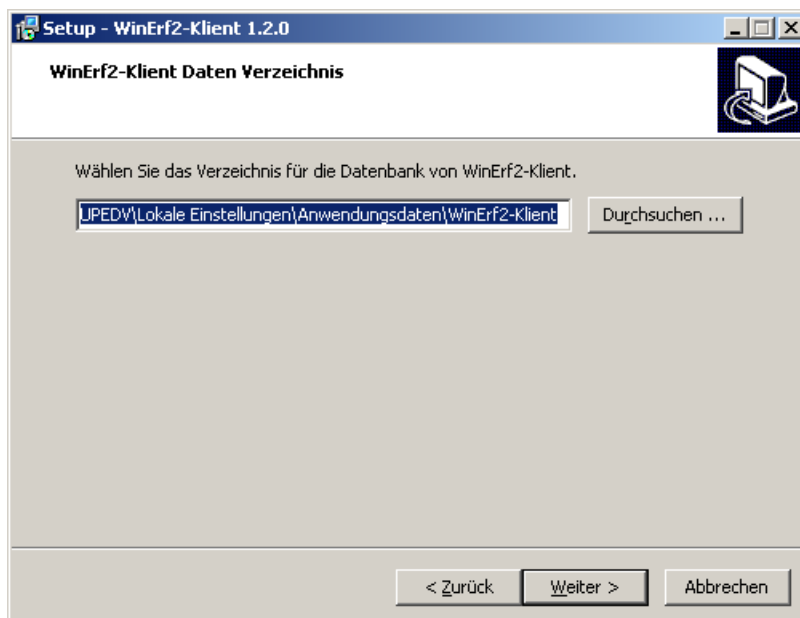 Setup - WinErf2-Klient 1.2.0
WinErf2-Klient Daten Verzeichnis
Wählen Sie das Verzeichnis für die Datenbank von WinErf2-Klient.
UPEDV\Lokale Einstellungen\Anwendungsdaten\WinErf2-Klient
Durchsuchen ...
< Zurück
Weiter >
Abbrechen